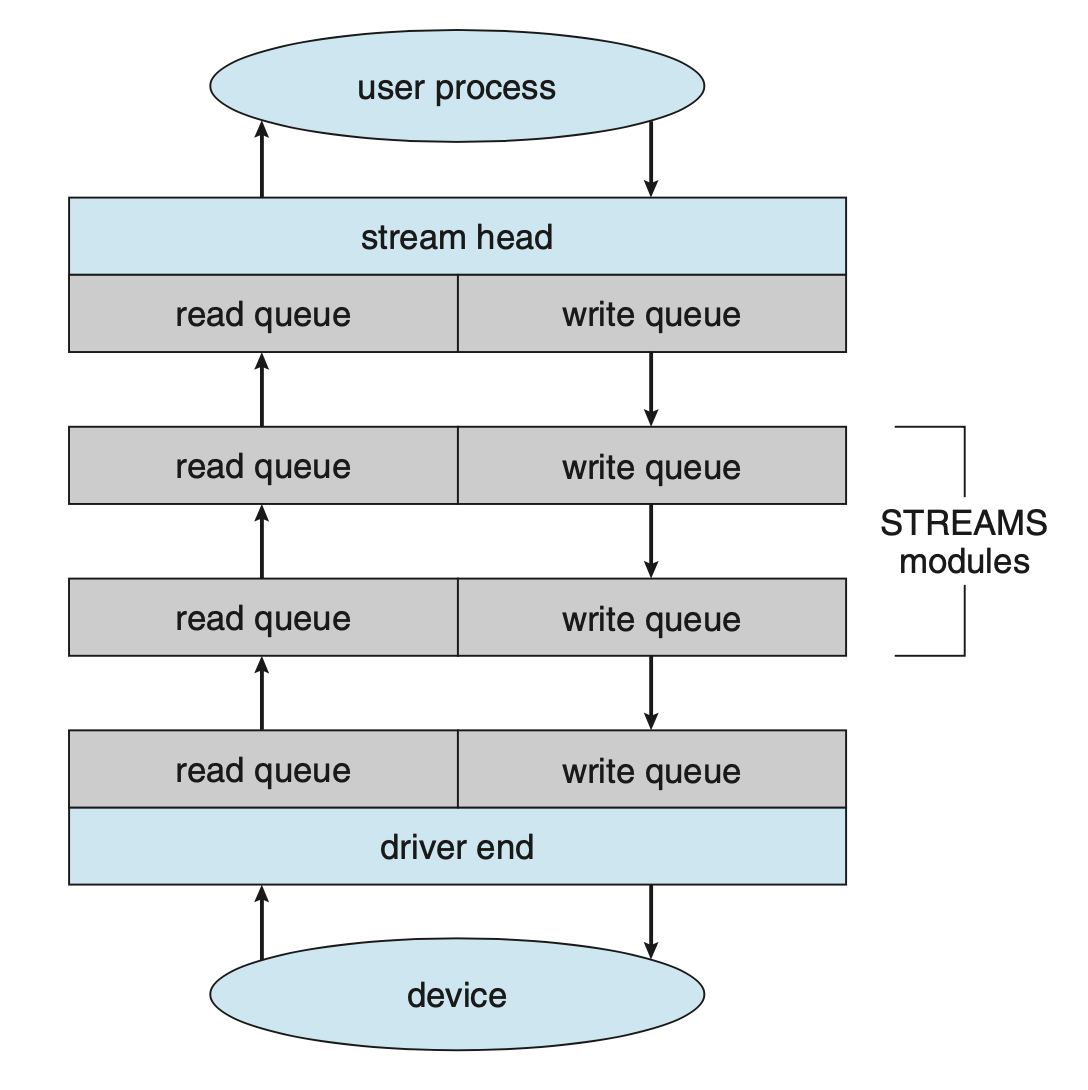 user process
stream head
read queue write queue
read queue write queue
STREAMS
modules
read queue write queue
read queue write queue
driver end
device